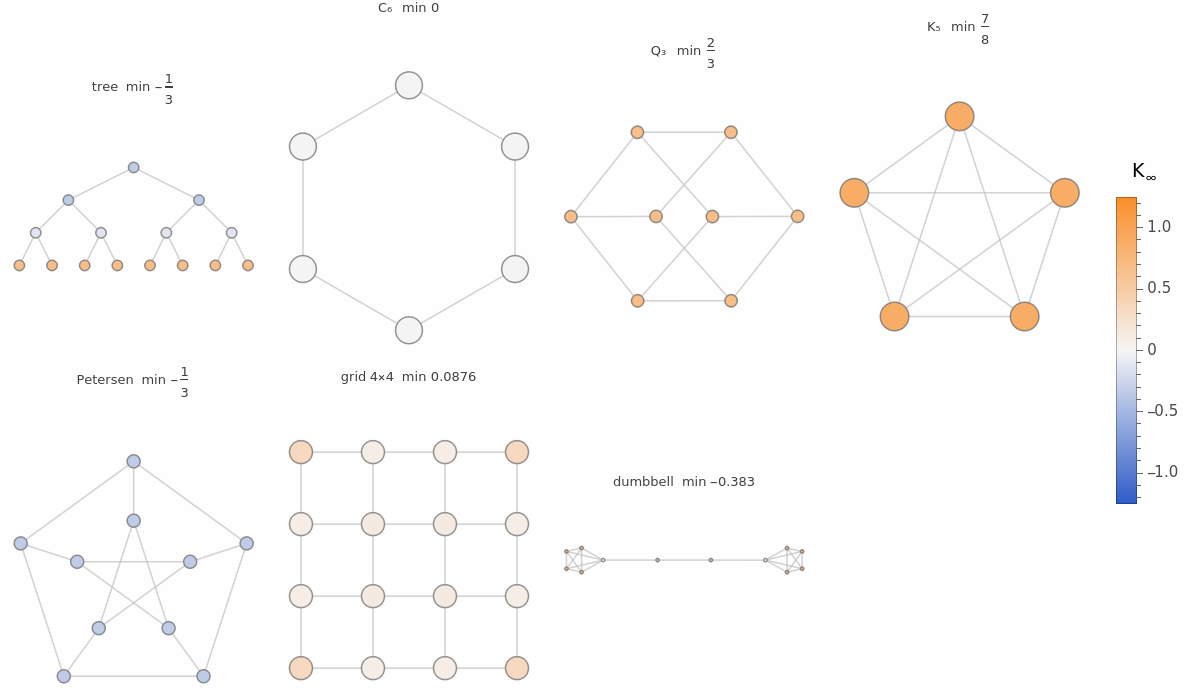 C₆ min 0
K₅ min 7/8
Q₃ min 2/3
tree min –1/3
K∞
1.0
0.5
0
–0.5
–1.0
Petersen min –1/3
grid 4×4 min 0.0876
dumbbell min –0.383